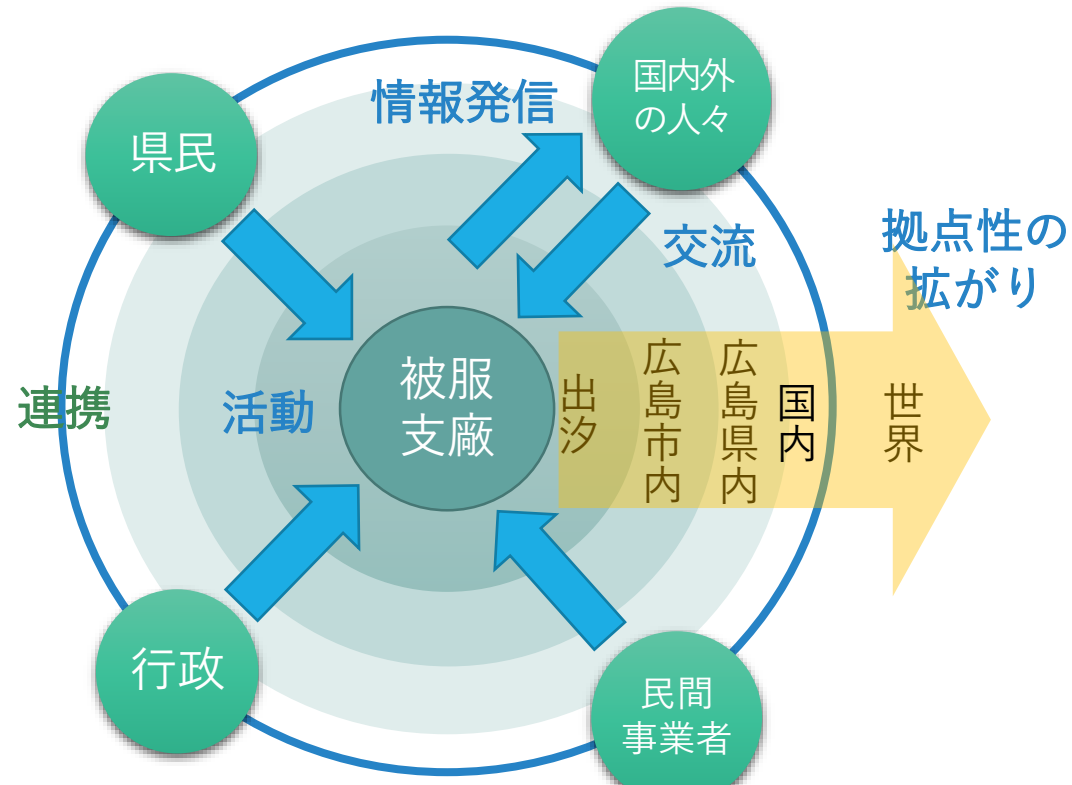 情報発信
国内外
の人々
県民
交流
拠点性の
拡がり
連携
活動
被服
支廠
出汐
広島市内
広島県内
国内
世界
行政
民間
事業者